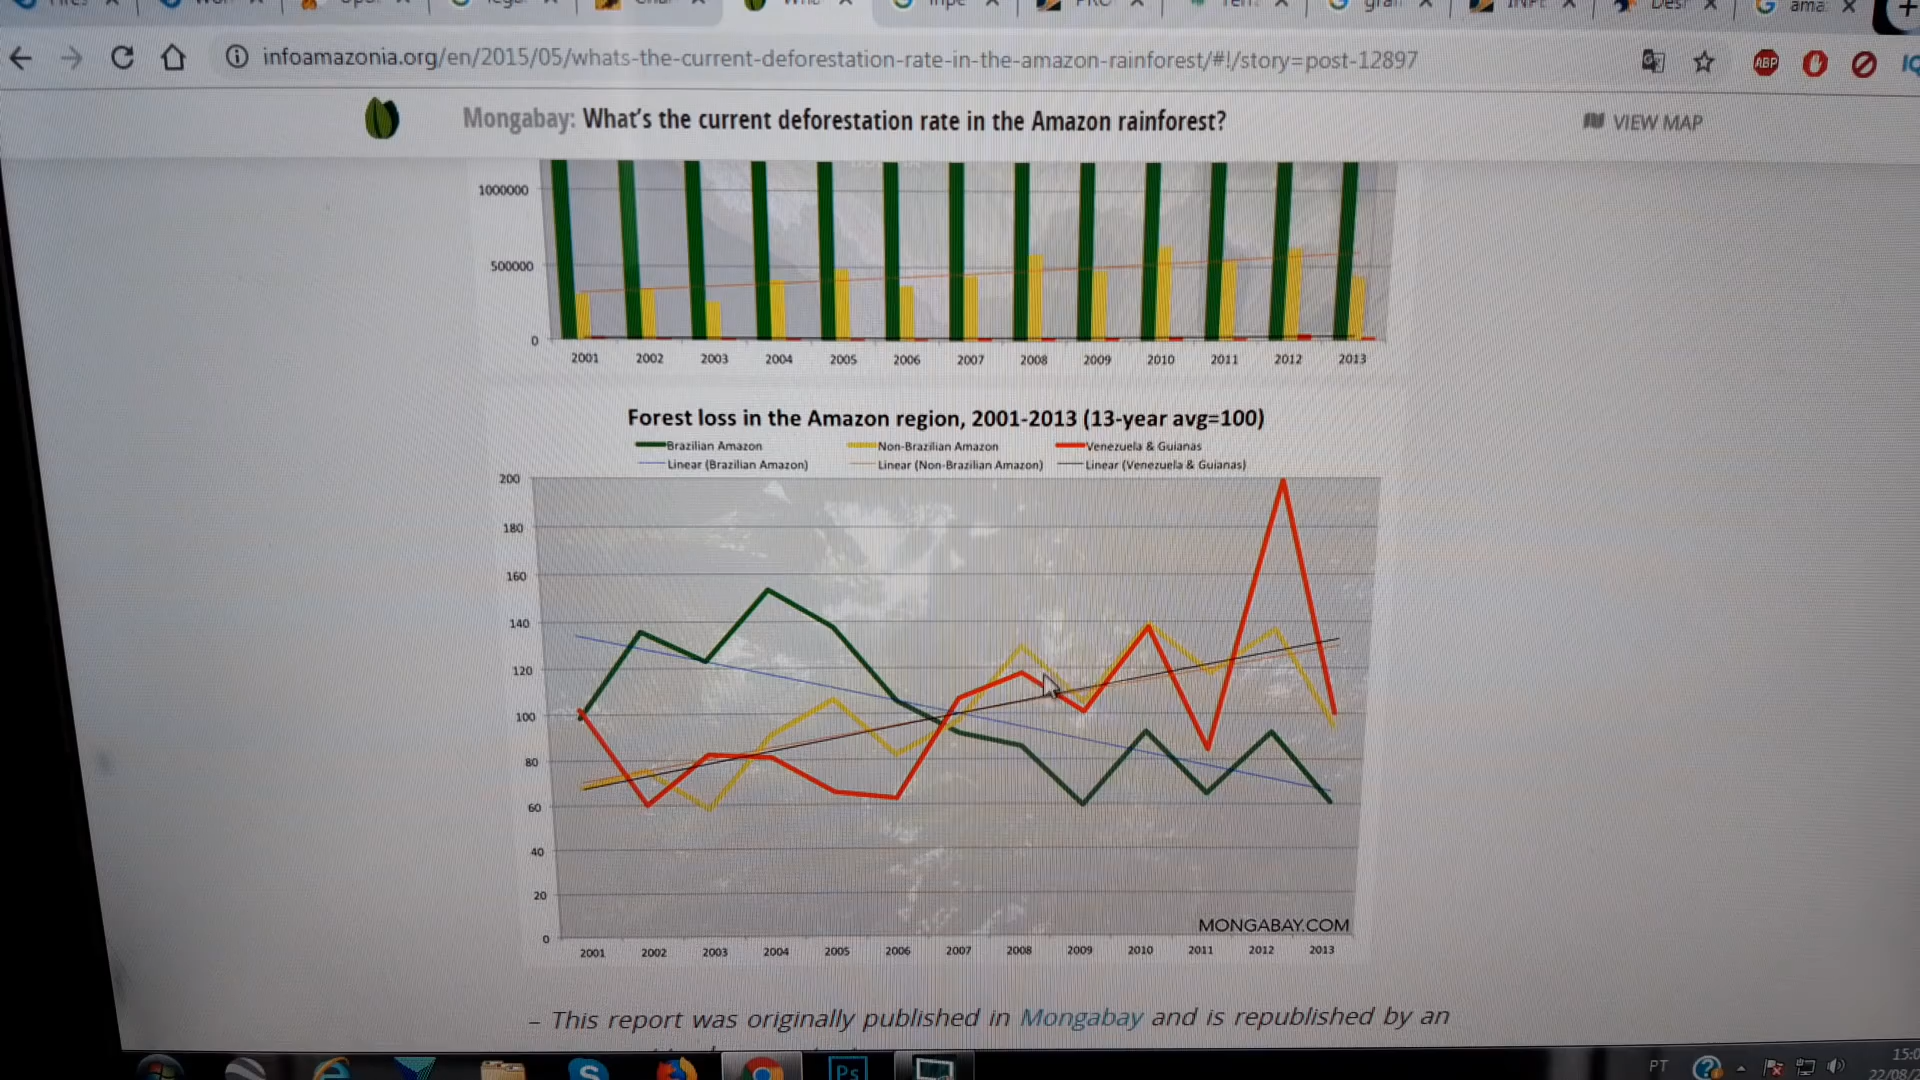 infoamazonia.org/en/2015/05/whats-the-current-deforestation-rate-in-the-amazon-rainforest/#!/story=post-12897
ABP
Mongabay: What's the current deforestation rate in the Amazon rainforest?
VIEW MAP
1000000
500000
0
2001 2002 2003 2004 2005 2006 2007 2008 2009 2010 2011 2012 2013
Forest loss in the Amazon region, 2001-2013 (13-year avg=100)
Brazilian Amazon Non-Brazilian Amazon Venezuela & Guianas
Linear (Brazilian Amazon) Linear (Non-Brazilian Amazon) Linear (Venezuela & Guianas)
200
180
160
140
120
100
80
60
40
20
0
MONGABAY.COM
2001 2002 2003 2004 2005 2006 2007 2008 2009 2010 2011 2012 2013
– This report was originally published in Mongabay and is republished by an
Ps
PT